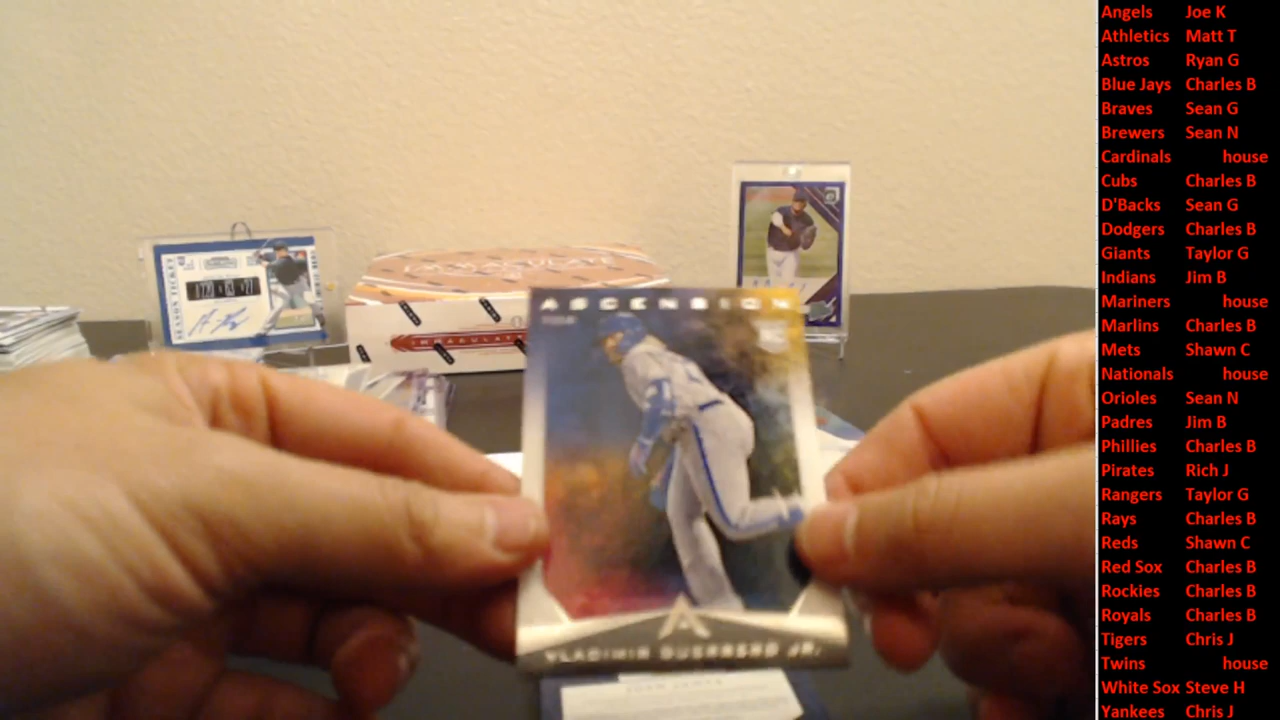 ASCENSION
VLADIMIR GUERRERO JR.
SEASON TICKET
IMMACULATE
Angels Joe K
Athletics Matt T
Astros Ryan G
Blue Jays Charles B
Braves Sean G
Brewers Sean N
Cardinals house
Cubs Charles B
D'Backs Sean G
Dodgers Charles B
Giants Taylor G
Indians Jim B
Mariners house
Marlins Charles B
Mets Shawn C
Nationals house
Orioles Sean N
Padres Jim B
Phillies Charles B
Pirates Rich J
Rangers Taylor G
Rays Charles B
Reds Shawn C
Red Sox Charles B
Rockies Charles B
Royals Charles B
Tigers Chris J
Twins house
White Sox Steve H
Yankees Chris J